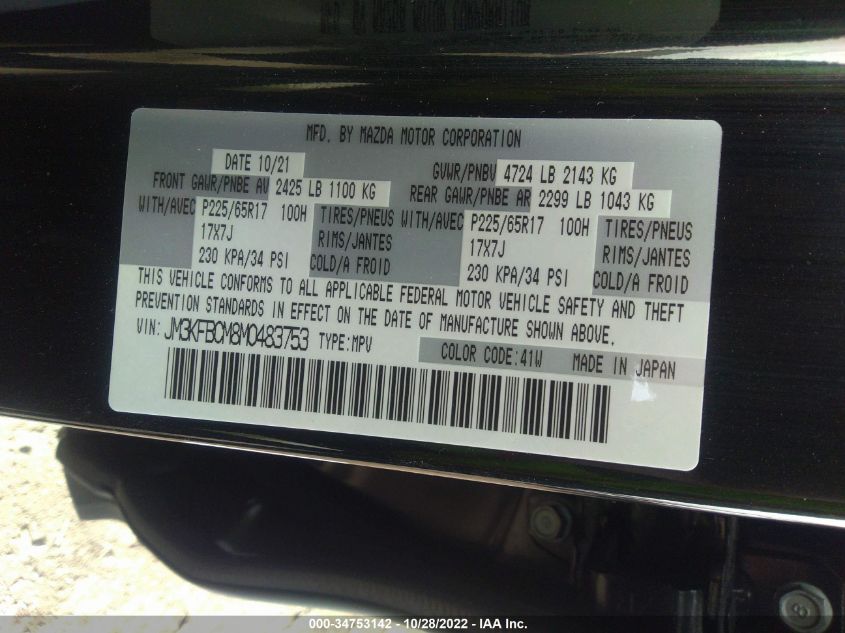 MFD. BY MAZDA MOTOR CORPORATION
DATE 10/21 GVWR/PNBV 4724 LB 2143 KG
FRONT GAWR/PNBE AV 2425 LB 1100 KG REAR GAWR/PNBE AR 2299 LB 1043 KG
WITH/AVEC P225/65R17 100H TIRES/PNEUS WITH/AVEC P225/65R17 100H TIRES/PNEUS
17X7J RIMS/JANTES 17X7J RIMS/JANTES
230 KPA/34 PSI COLD/A FROID 230 KPA/34 PSI COLD/A FROID
THIS VEHICLE CONFORMS TO ALL APPLICABLE FEDERAL MOTOR VEHICLE SAFETY AND THEFT
PREVENTION STANDARDS IN EFFECT ON THE DATE OF MANUFACTURE SHOWN ABOVE.
VIN: JM3KFBCM8M0483753 TYPE:MPV
COLOR CODE:41W MADE IN JAPAN
8
000-34753142 - 10/28/2022 - IAA Inc.